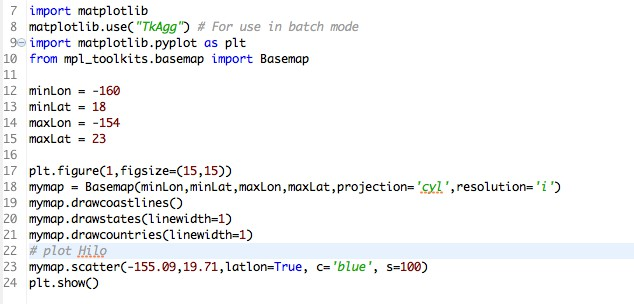 7 import matplotlib
8 matplotlib.use("TkAgg") # For use in batch mode
9 import matplotlib.pyplot as plt
10 from mpl_toolkits.basemap import Basemap
11
12 minLon = -160
13 minLat = 18
14 maxLon = -154
15 maxLat = 23
16
17 plt.figure(1,figsize=(15,15))
18 mymap = Basemap(minLon,minLat,maxLon,maxLat,projection='cyl',resolution='i')
19 mymap.drawcoastlines()
20 mymap.drawstates(linewidth=1)
21 mymap.drawcountries(linewidth=1)
22 # plot Hilo
23 mymap.scatter(-155.09,19.71,latlon=True, c='blue', s=100)
24 plt.show()